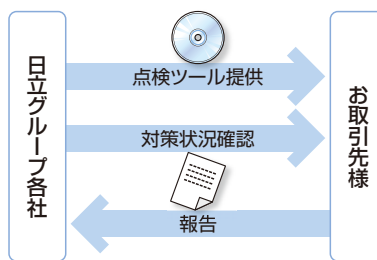 日立グループ各社
点検ツール提供
対策状況確認
報告
お取引先様